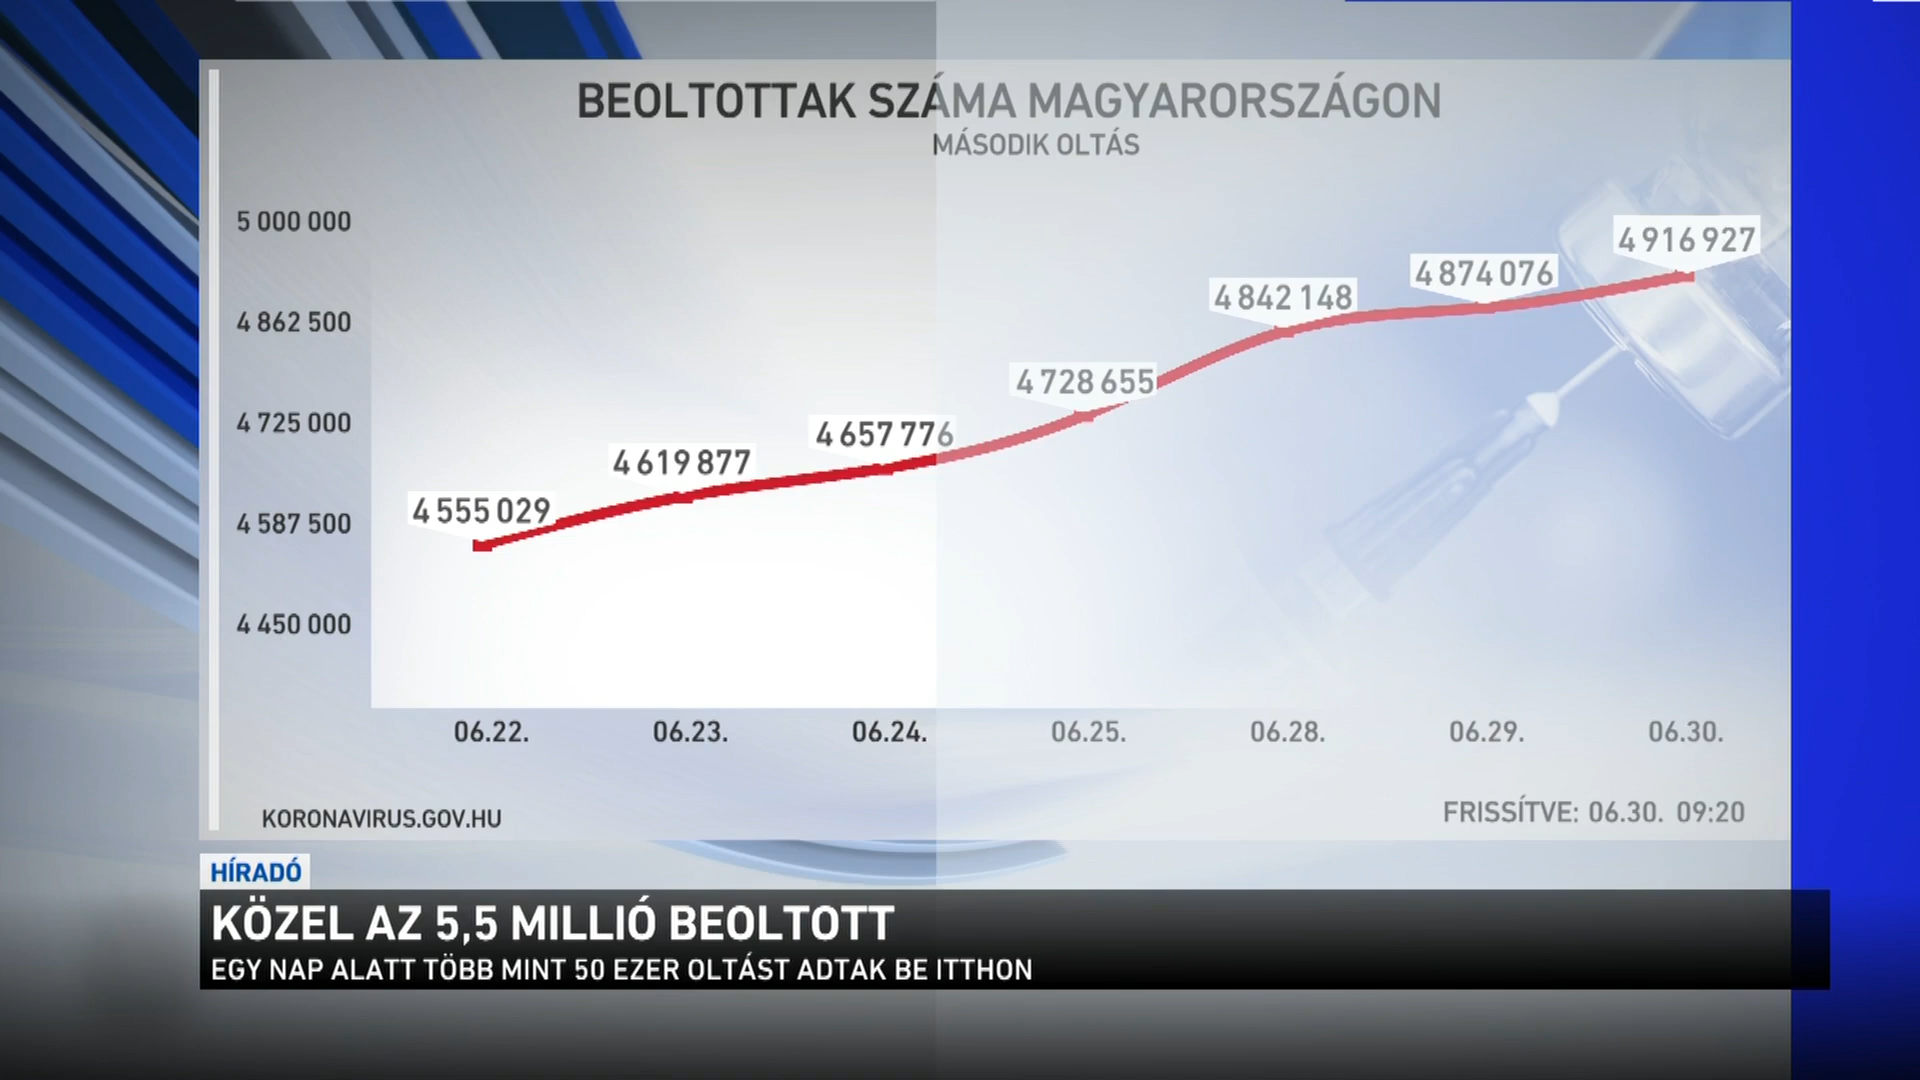 BEOLTOTTAK SZÁMA MAGYARORSZÁGON
MÁSODIK OLTÁS
5 000 000
4 862 500
4 725 000
4 587 500
4 450 000
4 555 029
4 619 877
4 657 776
4 728 655
4 842 148
4 874 076
4 916 927
06.22. 06.23. 06.24. 06.25. 06.28. 06.29. 06.30.
KORONAVIRUS.GOV.HU
FRISSÍTVE: 06.30. 09:20
HÍRADÓ
KÖZEL AZ 5,5 MILLIÓ BEOLTOTT
EGY NAP ALATT TÖBB MINT 50 EZER OLTÁST ADTAK BE ITTHON